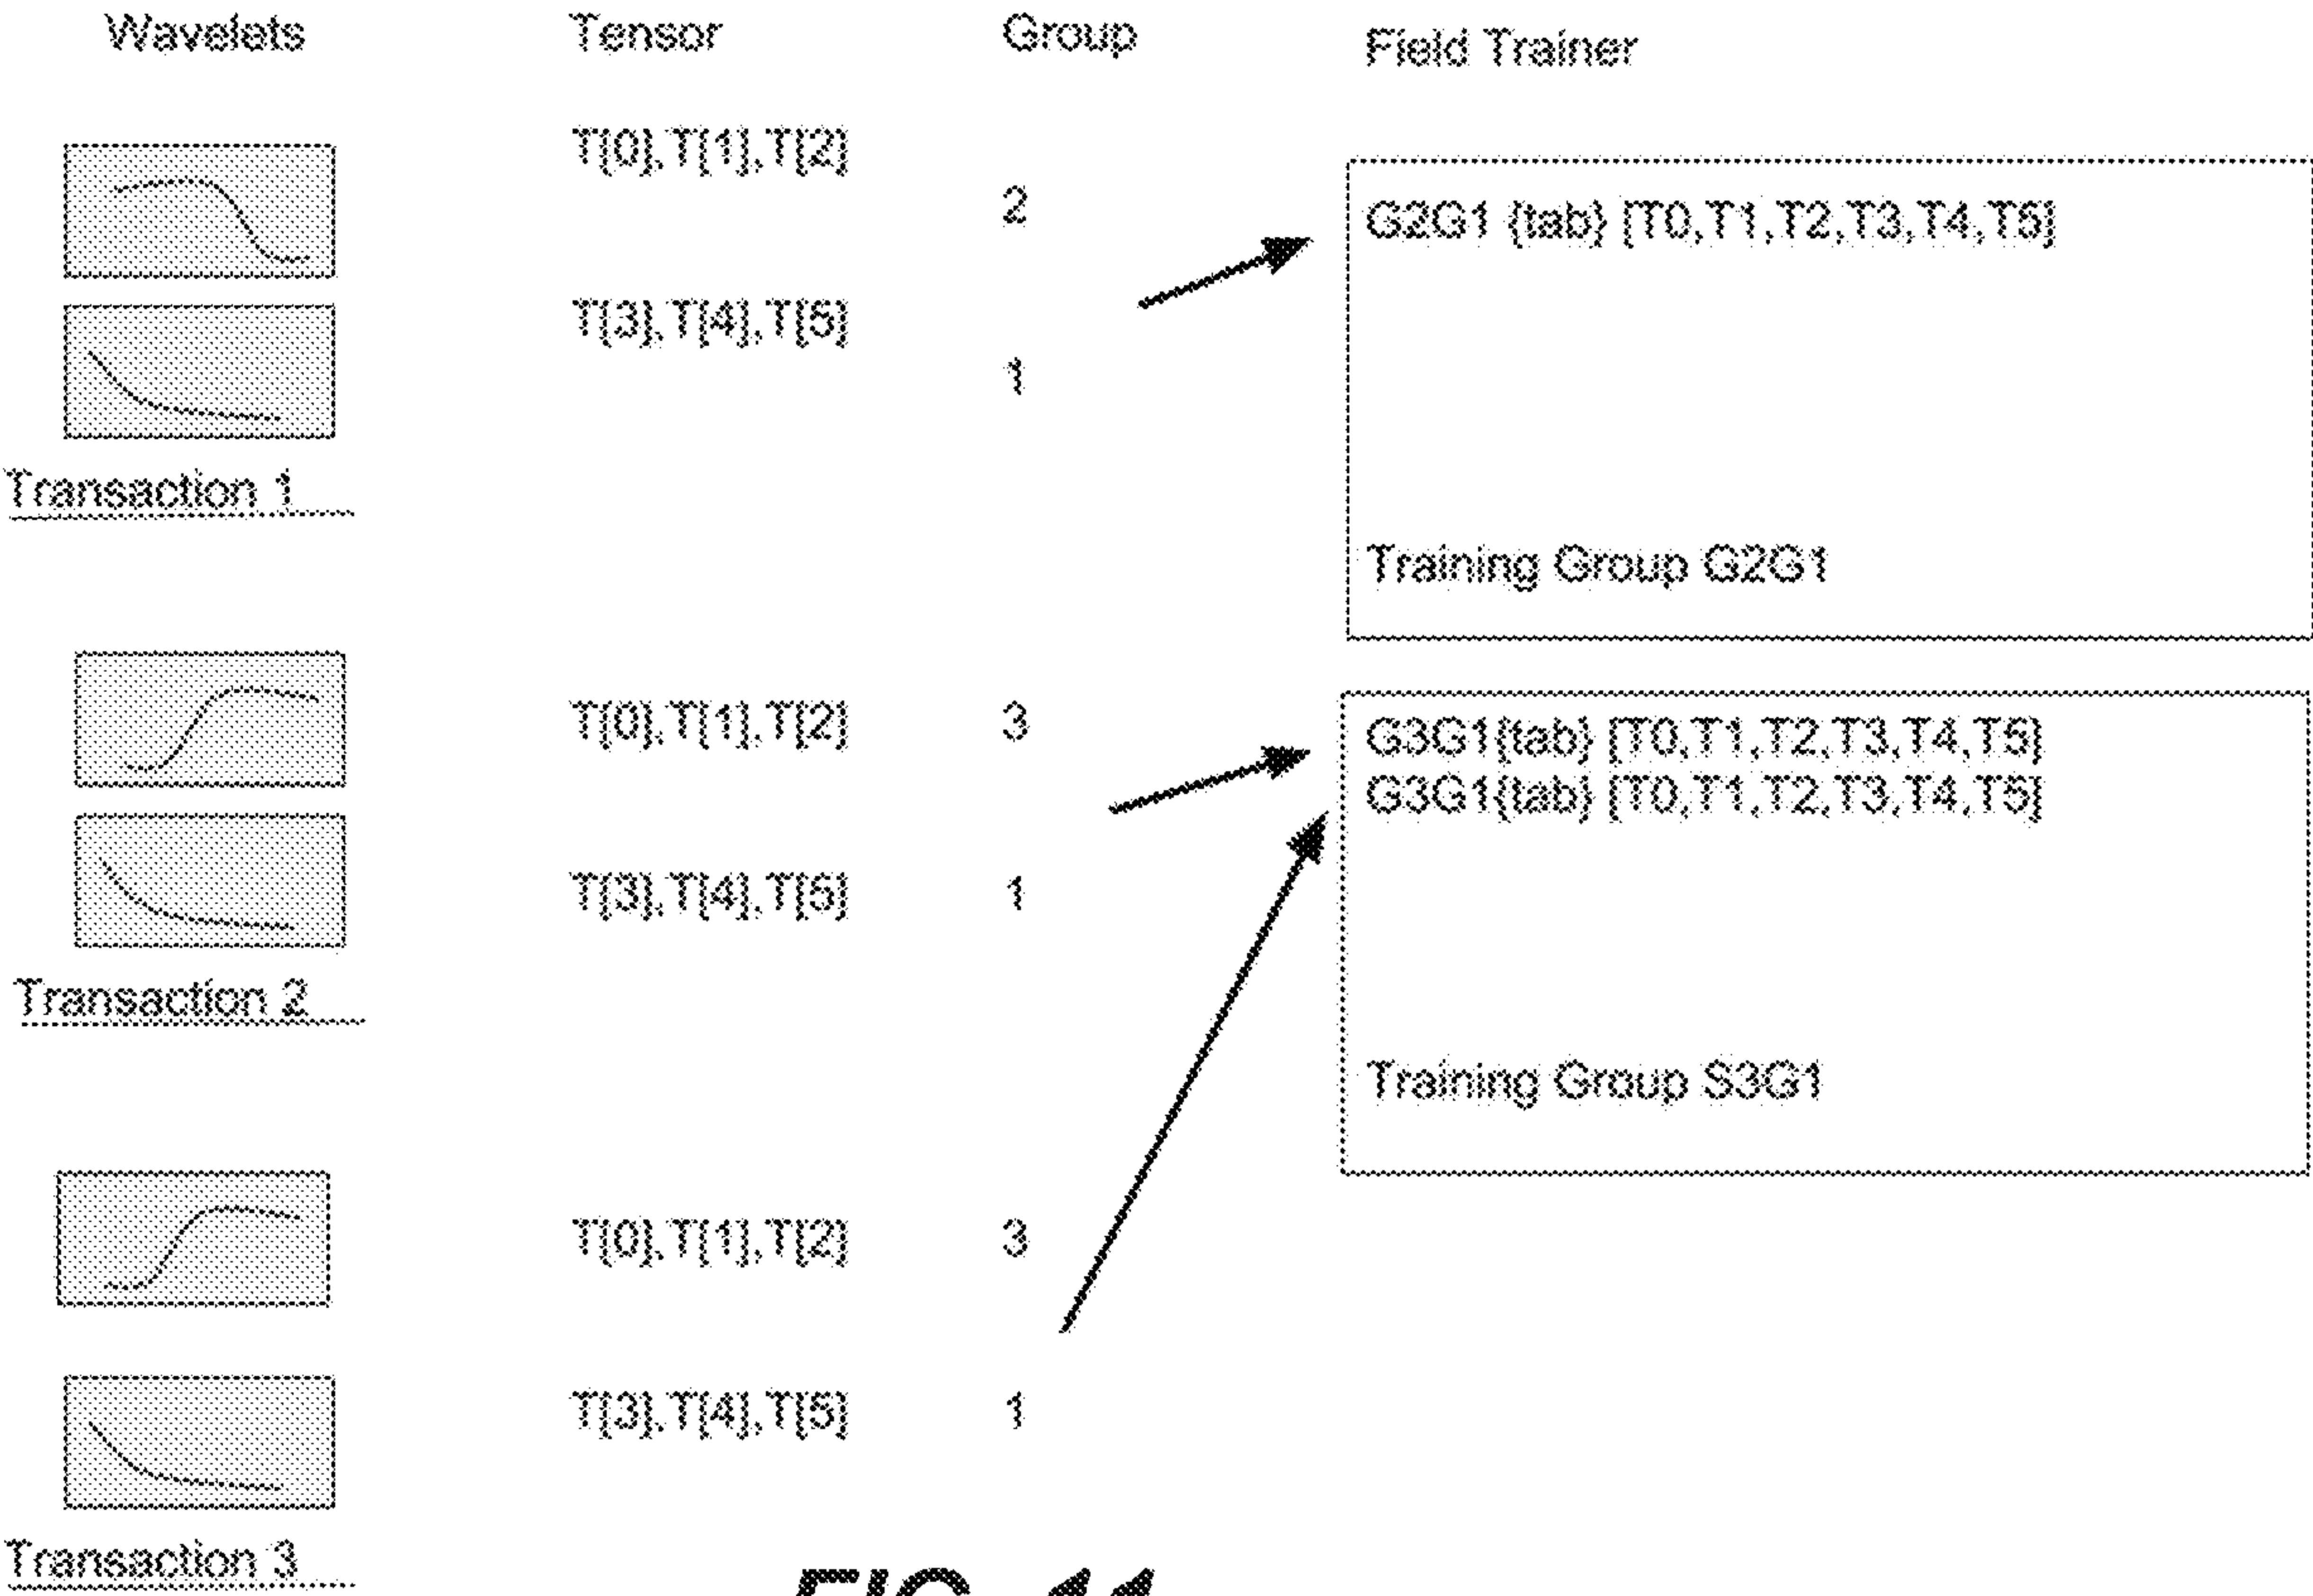 Wavelets Tensor Group Field Trainer
T[0],T[1],T[2]
2
G2G1 {tab} [T0,T1,T2,T3,T4,T5]
T[3],T[4],T[5]
1
Transaction 1
Training Group G2G1
T[0],T[1],T[2] 3
G3G1{tab} [T0,T1,T2,T3,T4,T5]
G3G1{tab} [T0,T1,T2,T3,T4,T5]
T[3],T[4],T[5] 1
Transaction 2
Training Group S3G1
T[0],T[1],T[2] 3
T[3],T[4],T[5] 1
Transaction 3
FIG. 11